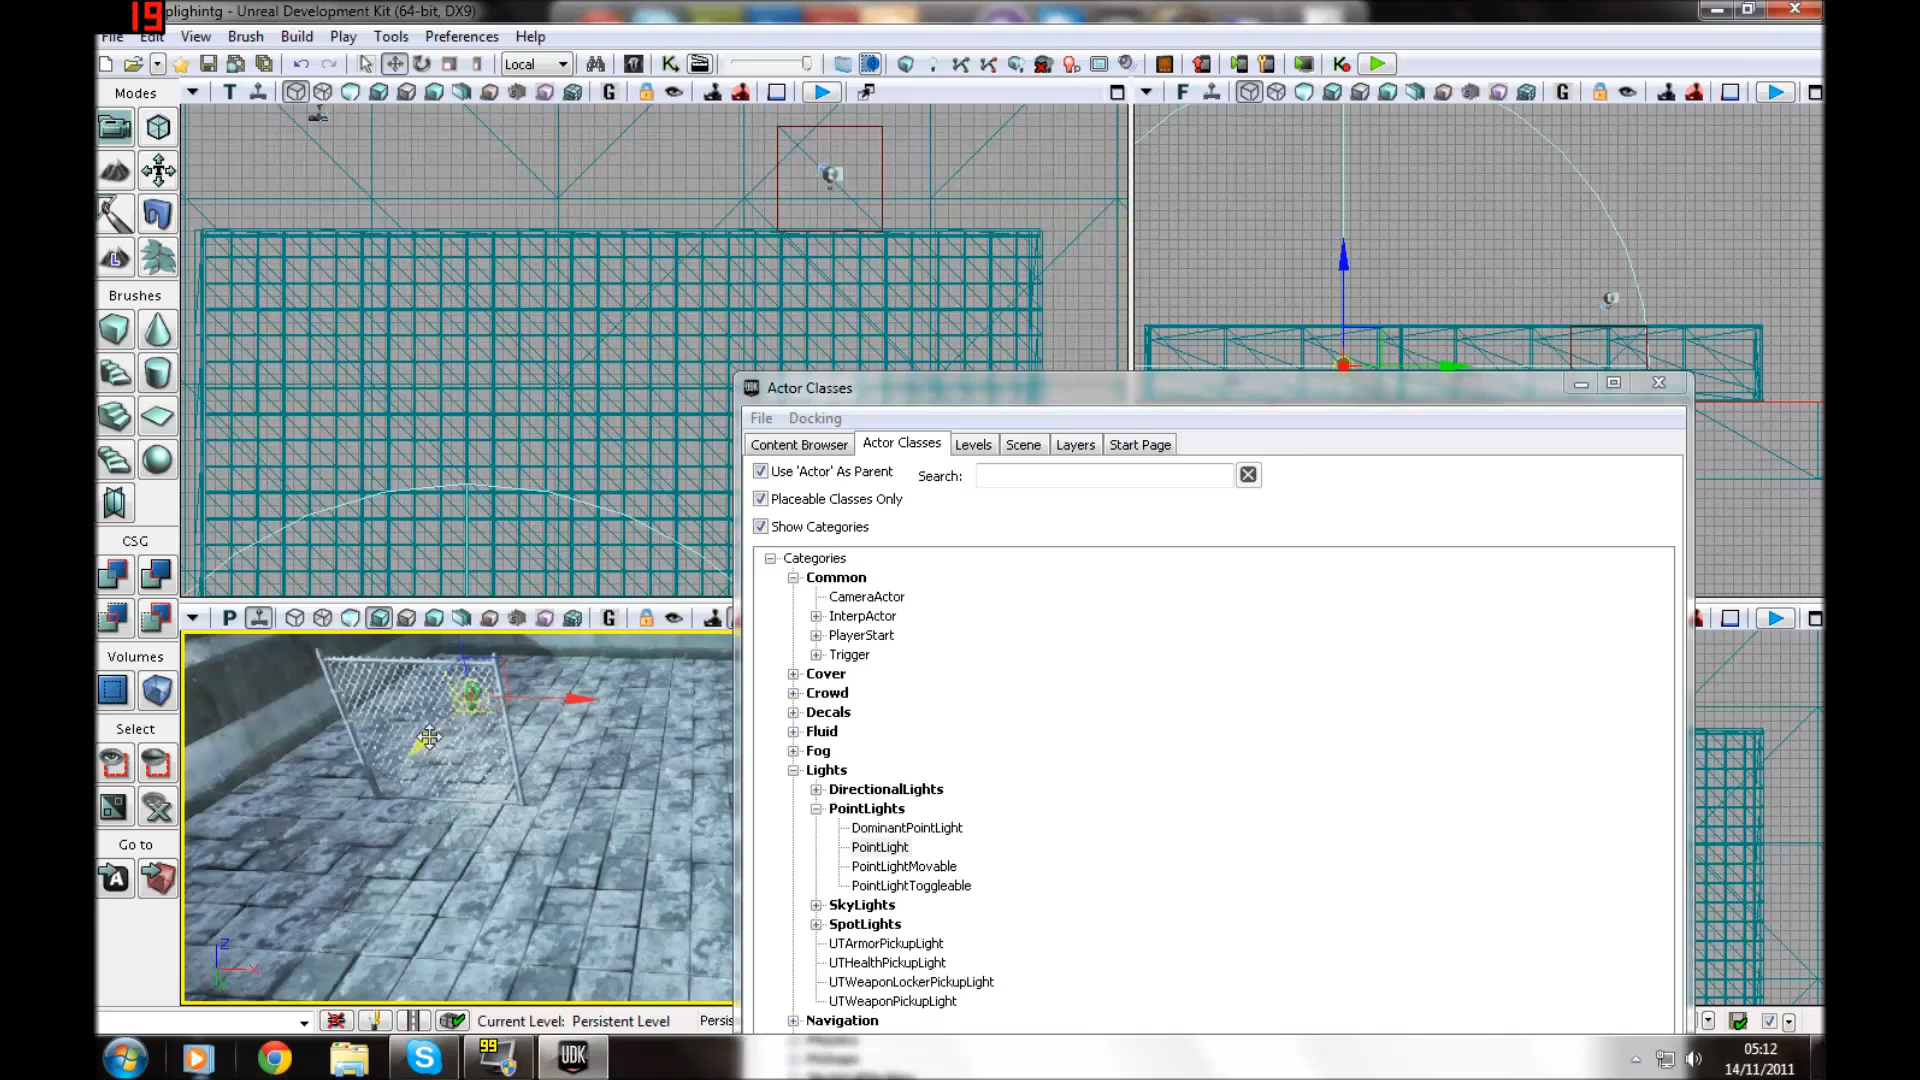 19
plighintg - Unreal Development Kit (64-bit, DX9)
File Edit View Brush Build Play Tools Preferences Help
Local
Modes
T G
F G
L
Brushes
CSG
Volumes
Select
Go to
A
P G
Z
X
Actor Classes
File Docking
Content Browser Actor Classes Levels Scene Layers Start Page
Use 'Actor' As Parent Search:
Placeable Classes Only
Show Categories
Categories
Common
CameraActor
InterpActor
PlayerStart
Trigger
Cover
Crowd
Decals
Fluid
Fog
Lights
DirectionalLights
PointLights
DominantPointLight
PointLight
PointLightMovable
PointLightToggleable
SkyLights
SpotLights
UTArmorPickupLight
UTHealthPickupLight
UTWeaponLockerPickupLight
UTWeaponPickupLight
Navigation
Current Level: Persistent Level Persis
99
UDK
05:12
14/11/2011